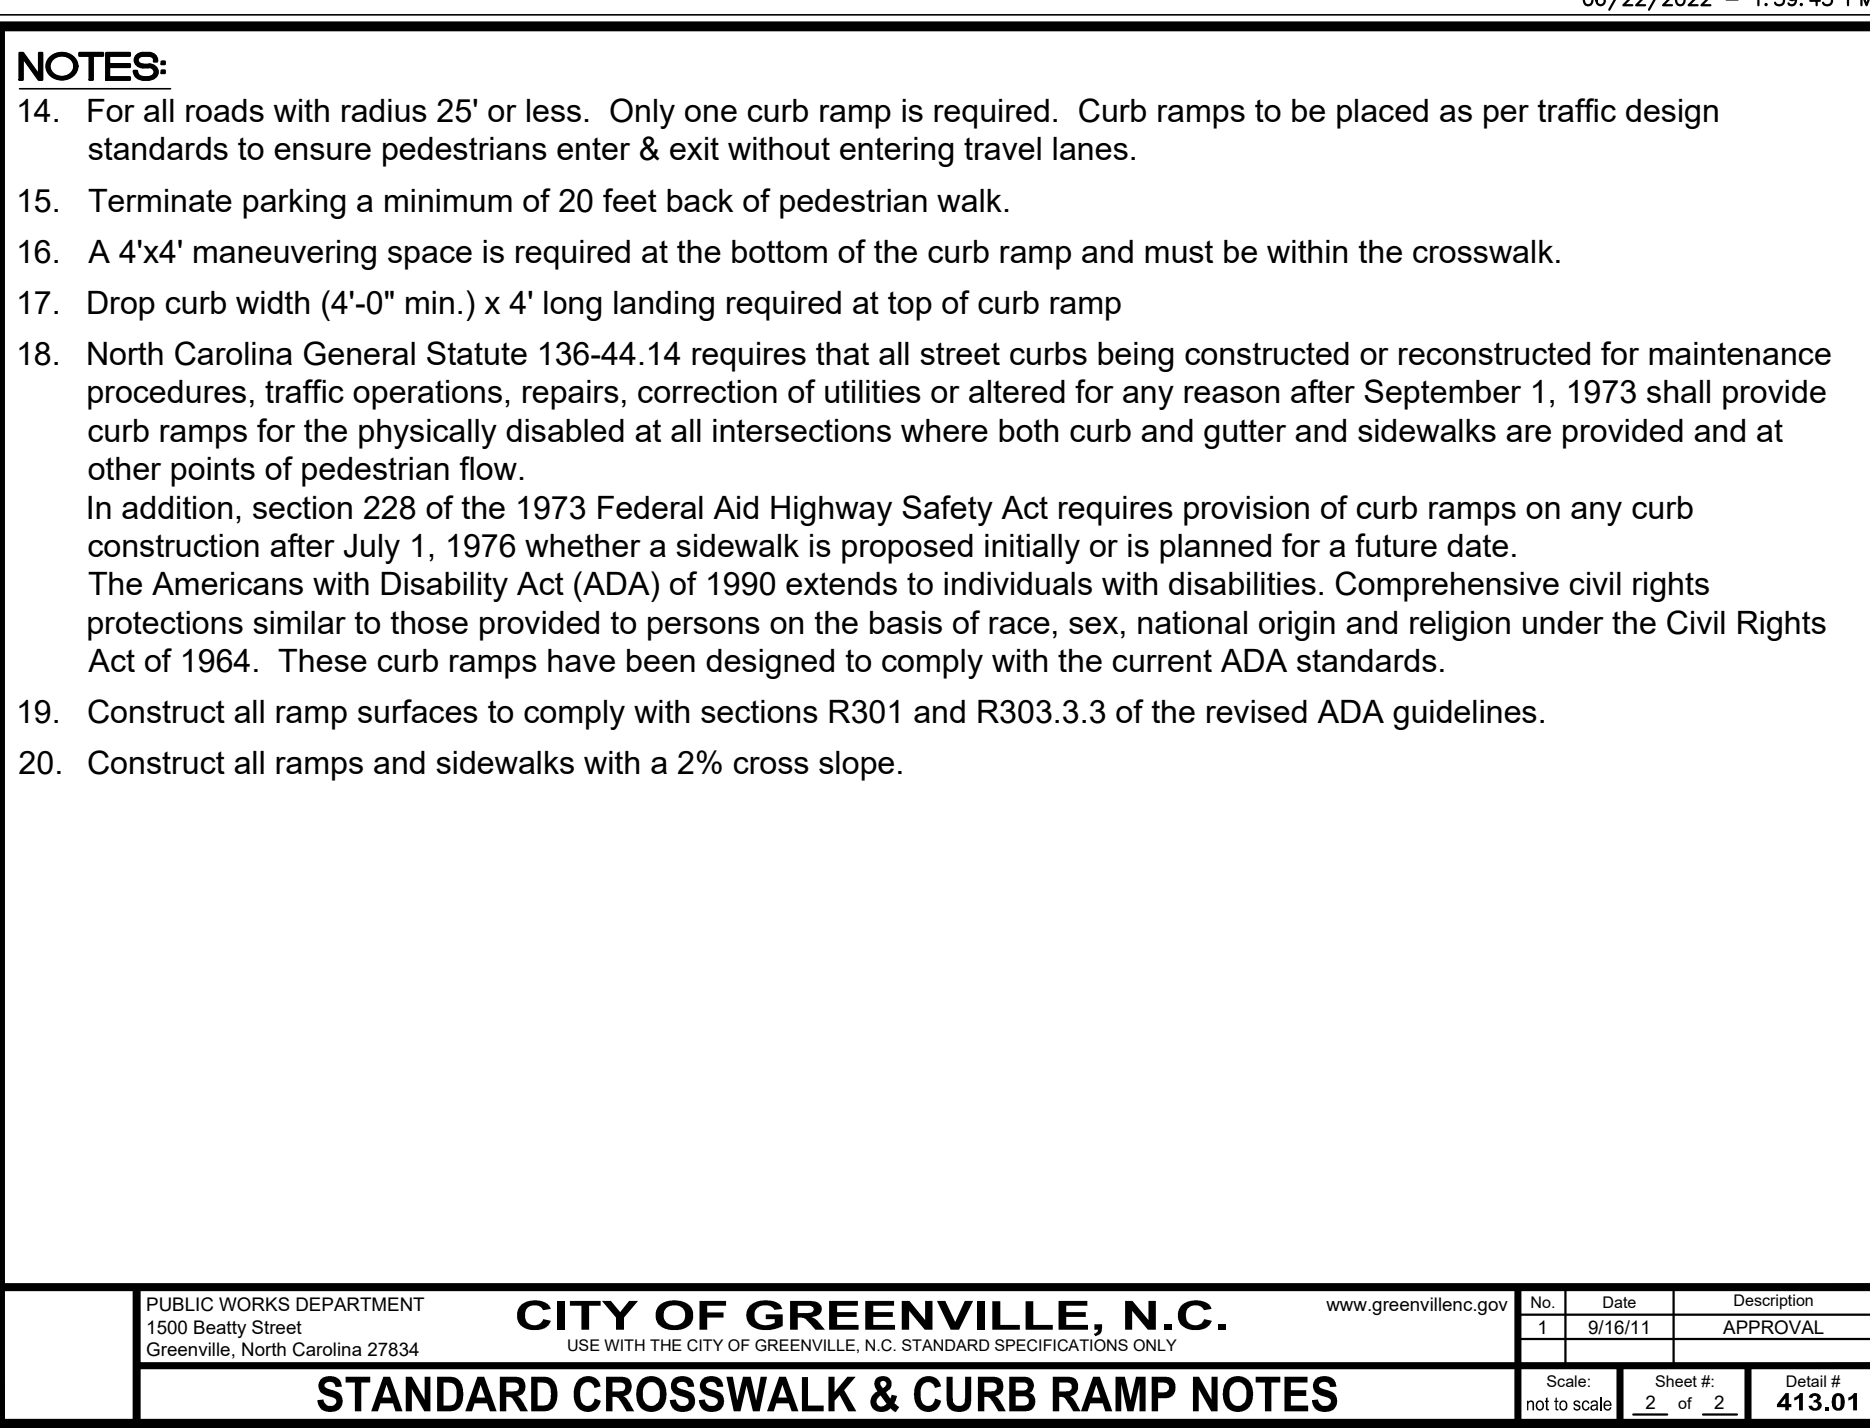 NOTES:
14. For all roads with radius 25' or less.  Only one curb ramp is required.  Curb ramps to be placed as per traffic design
standards to ensure pedestrians enter & exit without entering travel lanes.
15. Terminate parking a minimum of 20 feet back of pedestrian walk.
16. A 4'x4' maneuvering space is required at the bottom of the curb ramp and must be within the crosswalk.
17. Drop curb width (4'-0" min.) x 4' long landing required at top of curb ramp
18. North Carolina General Statute 136-44.14 requires that all street curbs being constructed or reconstructed for maintenance
procedures, traffic operations, repairs, correction of utilities or altered for any reason after September 1, 1973 shall provide
curb ramps for the physically disabled at all intersections where both curb and gutter and sidewalks are provided and at
other points of pedestrian flow.
In addition, section 228 of the 1973 Federal Aid Highway Safety Act requires provision of curb ramps on any curb
construction after July 1, 1976 whether a sidewalk is proposed initially or is planned for a future date.
The Americans with Disability Act (ADA) of 1990 extends to individuals with disabilities. Comprehensive civil rights
protections similar to those provided to persons on the basis of race, sex, national origin and religion under the Civil Rights
Act of 1964.  These curb ramps have been designed to comply with the current ADA standards.
19. Construct all ramp surfaces to comply with sections R301 and R303.3.3 of the revised ADA guidelines.
20. Construct all ramps and sidewalks with a 2% cross slope.
PUBLIC WORKS DEPARTMENT
1500 Beatty Street
Greenville, North Carolina 27834
CITY OF GREENVILLE, N.C.
USE WITH THE CITY OF GREENVILLE, N.C. STANDARD SPECIFICATIONS ONLY
www.greenvillenc.gov
No. Date Description
1 9/16/11 APPROVAL
STANDARD CROSSWALK & CURB RAMP NOTES
Scale:
not to scale
Sheet #:
2 of 2
Detail #
413.01